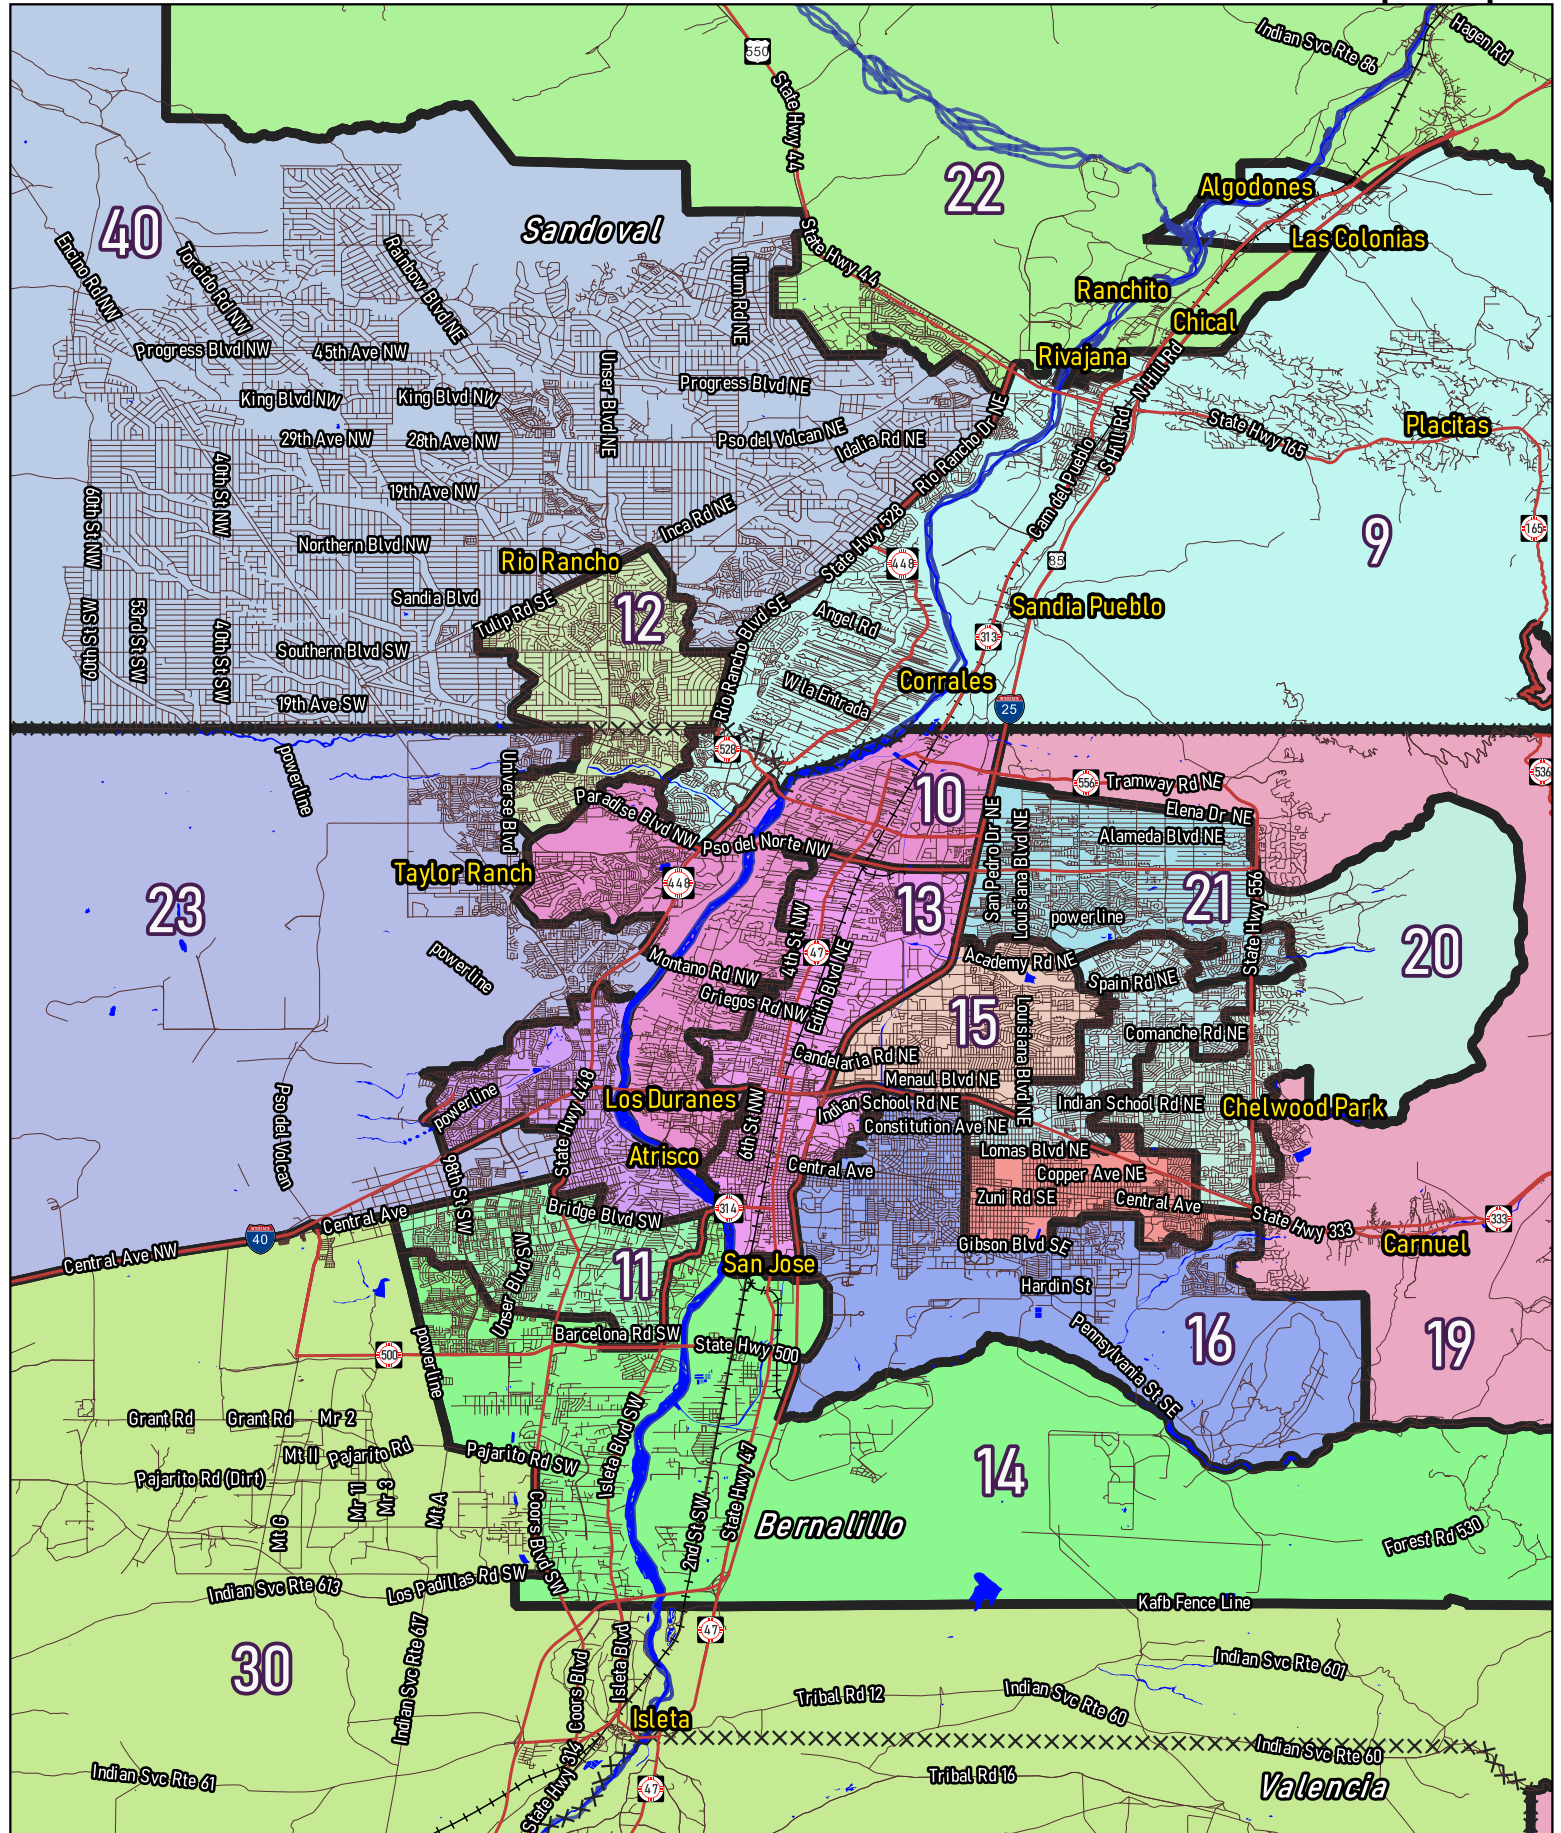 Indian Svc Rte 86
Hagen Rd
550
State Hwy 44
22
Algodones
40
Sandoval
Las Colonias
Encino Rd NW
Torcido Rd NW
Rainbow Blvd NE
Illium Rd NE
State Hwy 44
Ranchito
Chical
Progress Blvd NW
45th Ave NW
Unser Blvd NE
Progress Blvd NE
Rivajana
N Hill Rd
King Blvd NW
King Blvd NW
29th Ave NW
28th Ave NW
Pso del Volcan NE
Idalia Rd NE
Rio Rancho Dr NE
S Hill Rd
State Hwy 165
Placitas
60th St NW
40th St NW
19th Ave NW
Inca Rd NE
State Hwy 528
Cam del Pueblo
9
165
Northern Blvd NW
Rio Rancho
448
85
Sandia Blvd
Tulip Rd SE
12
Angel Rd
Sandia Pueblo
313
60th St SW
53rd St SW
40th St SW
Southern Blvd SW
Rio Rancho Blvd SE
W la Entrada
Corrales
19th Ave SW
25
powerline
Universe Blvd
528
536
Paradise Blvd NW
10
556
Tramway Rd NE
Elena Dr NE
Alameda Blvd NE
Pso del Norte NW
San Pedro Dr NE
Louisiana Blvd NE
Taylor Ranch
448
23
13
powerline
21
State Hwy 556
20
powerline
Montano Rd NW
4th St NW
47
Edith Blvd NE
Academy Rd NE
Spain Rd NE
Griegos Rd NW
15
Louisiana Blvd NE
Comanche Rd NE
Candelaria Rd NE
Menaul Blvd NE
Pso del Volcan
powerline
State Hwy 448
Los Duranes
6th St NW
Indian School Rd NE
Indian School Rd NE
Chelwood Park
Constitution Ave NE
Atrisco
Lomas Blvd NE
Central Ave
Copper Ave NE
98th St SW
Zuni Rd SE
Central Ave
314
Bridge Blvd SW
Central Ave
State Hwy 333
333
Carnuel
40
Central Ave NW
Gibson Blvd SE
San Jose
11
Unser Blvd SW
Hardin St
Barcelona Rd SW
State Hwy 500
500
powerline
Pennsylvania St SE
16
19
Grant Rd
Grant Rd
Mr 2
Mt II
Pajarito Rd
Pajarito Rd SW
Isleta Blvd SW
State Hwy 47
14
Pajarito Rd (Dirt)
Mr 11
Mr 3
Mt A
Mt G
Coors Blvd SW
2nd St SW
Bernalillo
Forest Rd 530
Indian Svc Rte 613
Los Padillas Rd SW
Kafb Fence Line
30
Indian Svc Rte 617
Coors Blvd
Isleta Blvd
47
Indian Svc Rte 601
Tribal Rd 12
Indian Svc Rte 60
Isleta
Indian Svc Rte 60
Indian Svc Rte 61
State Hwy 314
47
Tribal Rd 16
Valencia